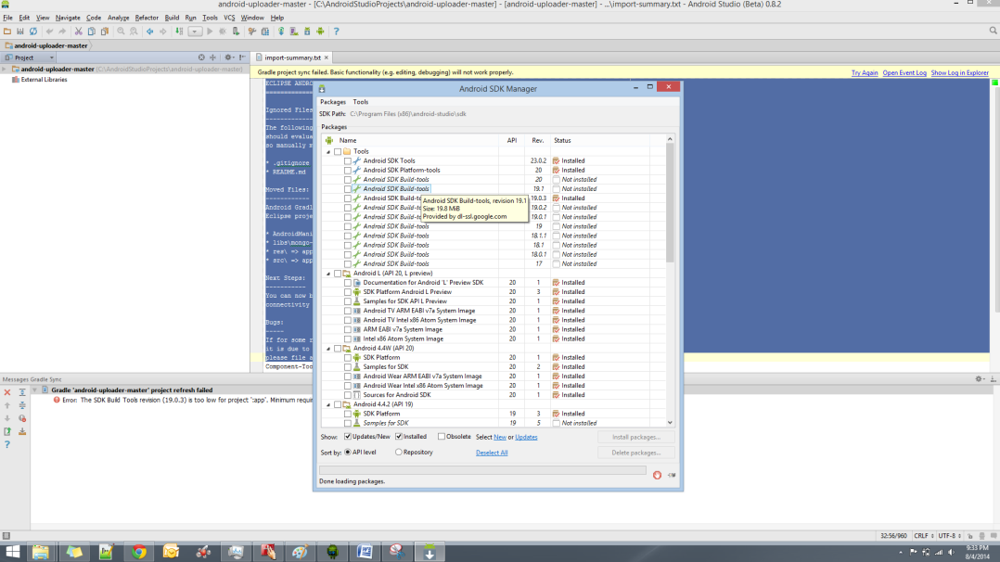 android-uploader-master - [C:\AndroidStudioProjects\android-uploader-master] - [android-uploader-master] - ...\import-summary.txt - Android Studio (Beta) 0.8.2
File Edit View Navigate Code Analyze Refactor Build Run Tools VCS Window Help
android-uploader-master
Project
import-summary.txt
android-uploader-master (C:\AndroidStudioProjects\android-uploader-master)
External Libraries
Gradle project sync failed. Basic functionality (e.g. editing, debugging) will not work properly.
Try Again Open Event Log Show Log in Explorer
ECLIPSE ANDRO
Ignored Files
The following
should evalua
so manually m
* .gitignore
* README.md
Moved Files:
Android Gradl
Eclipse proje
* AndroidMani
* libs\mongo-
* res\ => app
* src\ => app
Next Steps:
You can now b
connectivity
Bugs:
If for some r
it is due to
please file a
Component-Too
Android SDK Manager
Packages Tools
SDK Path: C:\Program Files (x86)\android-studio\sdk
Packages
Name API Rev. Status
Tools
Android SDK Tools 23.0.2 Installed
Android SDK Platform-tools 20 Installed
Android SDK Build-tools 20 Not installed
Android SDK Build-tools 19.1 Not installed
Android SDK Build-to 19.0.3 Installed
Android SDK Build-to 19.0.2 Not installed
Android SDK Build-to 19.0.1 Not installed
Android SDK Build-tools 19 Not installed
Android SDK Build-tools 18.1.1 Not installed
Android SDK Build-tools 18.1 Not installed
Android SDK Build-tools 18.0.1 Not installed
Android SDK Build-tools 17 Not installed
Android SDK Build-tools, revision 19.1
Size: 19.8 MiB
Provided by dl-ssl.google.com
Android L (API 20, L preview)
Documentation for Android 'L' Preview SDK 20 1 Installed
SDK Platform Android L Preview 20 3 Installed
Samples for SDK API L Preview 20 1 Installed
Android TV ARM EABI v7a System Image 20 1 Installed
Android TV Intel x86 Atom System Image 20 1 Installed
ARM EABI v7a System Image 20 1 Installed
Intel x86 Atom System Image 20 1 Installed
Android 4.4W (API 20)
SDK Platform 20 1 Installed
Samples for SDK 20 2 Installed
Android Wear ARM EABI v7a System Image 20 1 Installed
Android Wear Intel x86 Atom System Image 20 1 Installed
Sources for Android SDK 20 1 Installed
Android 4.4.2 (API 19)
SDK Platform 19 3 Installed
Samples for SDK 19 5 Not installed
Show: Updates/New Installed Obsolete Select New or Updates Install packages...
Sort by: API level Repository Deselect All Delete packages...
Done loading packages.
Messages Gradle Sync
Gradle 'android-uploader-master' project refresh failed
Error: The SDK Build Tools revision (19.0.3) is too low for project ':app'. Minimum requir
32:56/960 CRLF UTF-8
9:33 PM
8/4/2014